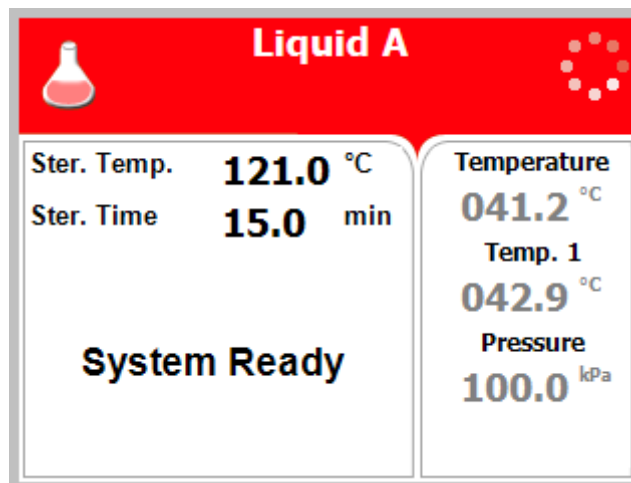 Liquid A
Ster. Temp. 121.0 °C
Ster. Time 15.0 min
System Ready
Temperature
041.2 °C
Temp. 1
042.9 °C
Pressure
100.0 kPa